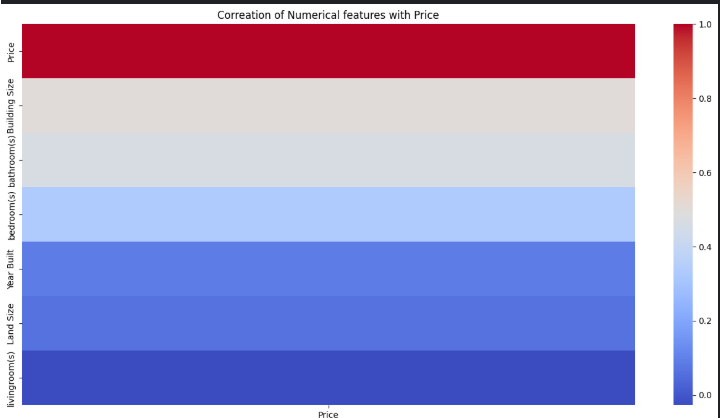 Correation of Numerical features with Price
Price
Building Size
bathroom(s)
bedroom(s)
Year Built
Land Size
livingroom(s)
Price
1.0
0.8
0.6
0.4
0.2
0.0